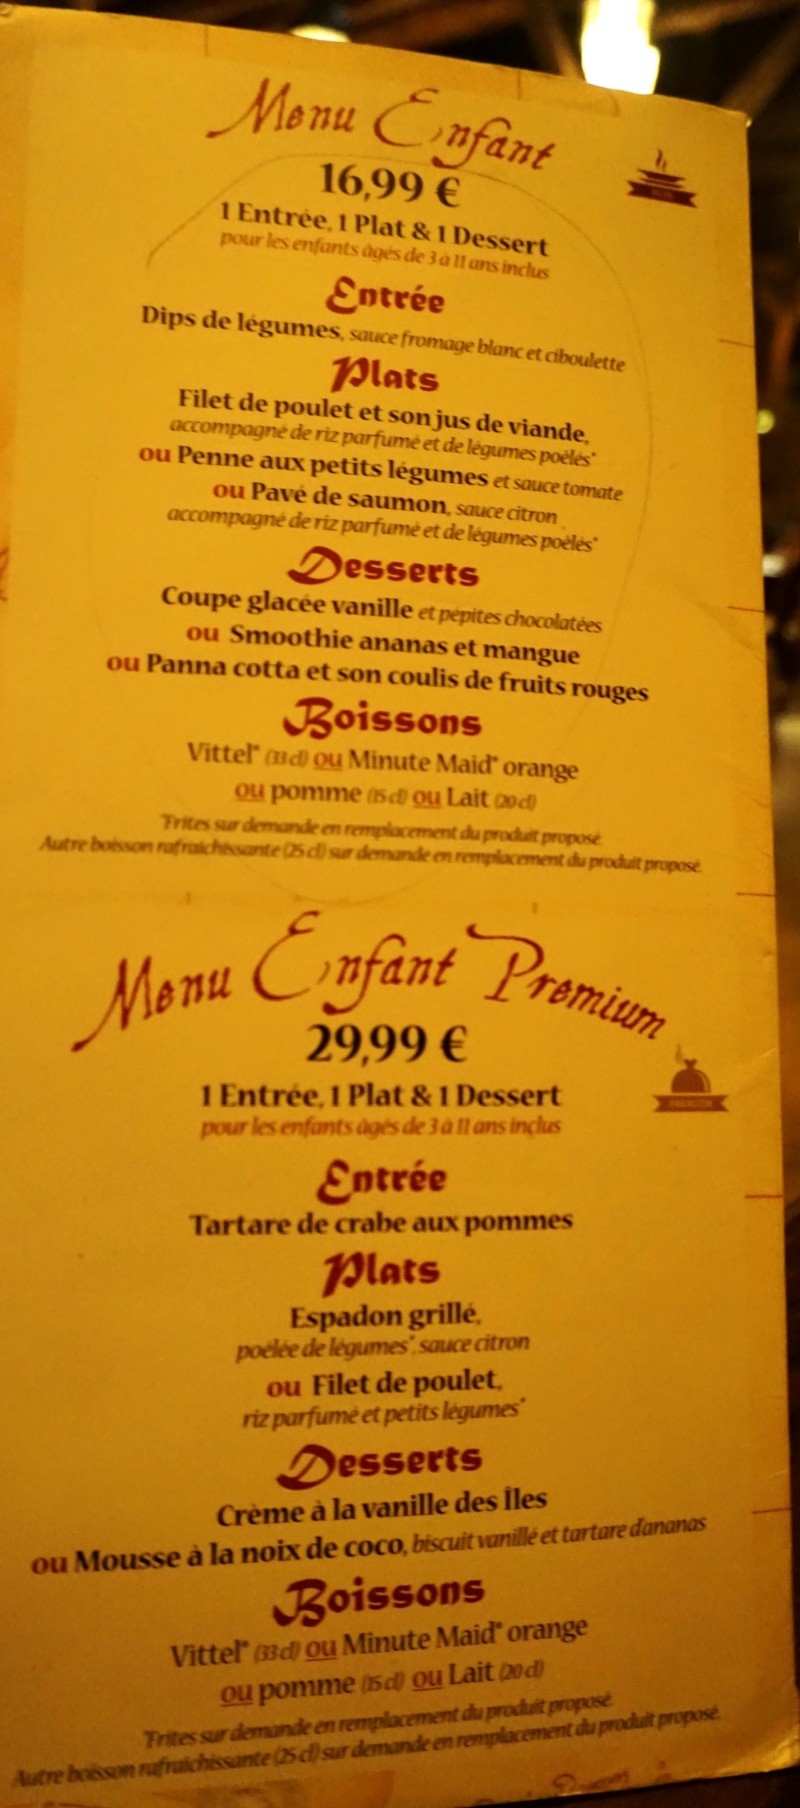 Menu Enfant
16,99 €
1 Entrée, 1 Plat & 1 Dessert
pour les enfants âgés de 3 à 11 ans inclus
Entrée
Dips de légumes, sauce fromage blanc et ciboulette
Plats
Filet de poulet et son jus de viande,
accompagné de riz parfumé et de légumes poêlés*
ou Penne aux petits légumes et sauce tomate
ou Pavé de saumon, sauce citron
accompagné de riz parfumé et de légumes poêlés*
Desserts
Coupe glacée vanille et pépites chocolatées
ou Smoothie ananas et mangue
ou Panna cotta et son coulis de fruits rouges
Boissons
Vittel® (33 cl) ou Minute Maid® orange
ou pomme (15 cl) ou Lait (20 cl)
*Frites sur demande en remplacement du produit proposé.
Autre boisson rafraîchissante (25 cl) sur demande en remplacement du produit proposé.
Menu Enfant Premium
29,99 €
1 Entrée, 1 Plat & 1 Dessert
pour les enfants âgés de 3 à 11 ans inclus
Entrée
Tartare de crabe aux pommes
Plats
Espadon grillé,
poêlée de légumes*, sauce citron
ou Filet de poulet,
riz parfumé et petits légumes*
Desserts
Crème à la vanille des Îles
ou Mousse à la noix de coco, biscuit vanillé et tartare d'ananas
Boissons
Vittel® (33 cl) ou Minute Maid® orange
ou pomme (15 cl) ou Lait (20 cl)
*Frites sur demande en remplacement du produit proposé.
Autre boisson rafraîchissante (25 cl) sur demande en remplacement du produit proposé.